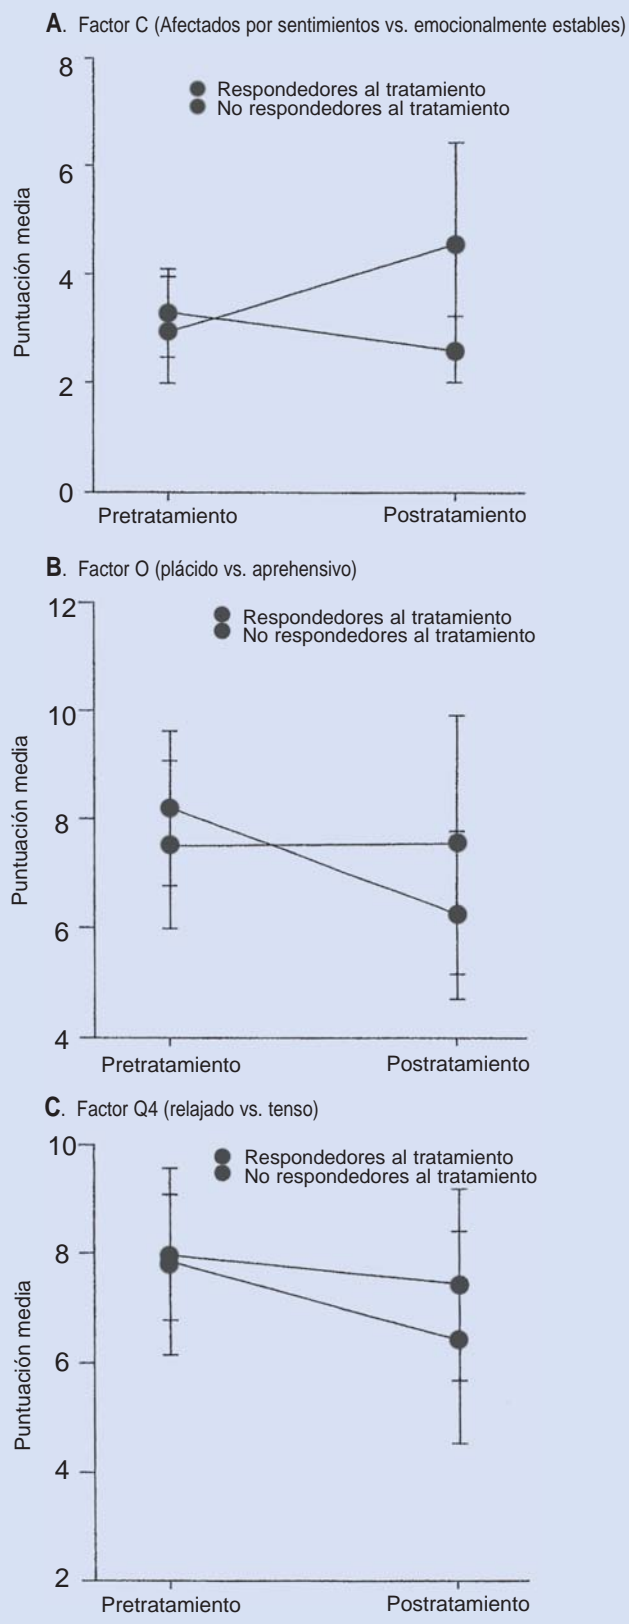 A. Factor C (Afectados por sentimientos vs. emocionalmente estables)
8
Respondedores al tratamiento
No respondedores al tratamiento
6
Puntuación media
4
2
0
Pretratamiento
Postratamiento
B. Factor O (plácido vs. aprehensivo)
12
Respondedores al tratamiento
No respondedores al tratamiento
10
Puntuación media
8
6
4
Pretratamiento
Postratamiento
C. Factor Q4 (relajado vs. tenso)
10
Respondedores al tratamiento
No respondedores al tratamiento
8
Puntuación media
6
4
2
Pretratamiento
Postratamiento